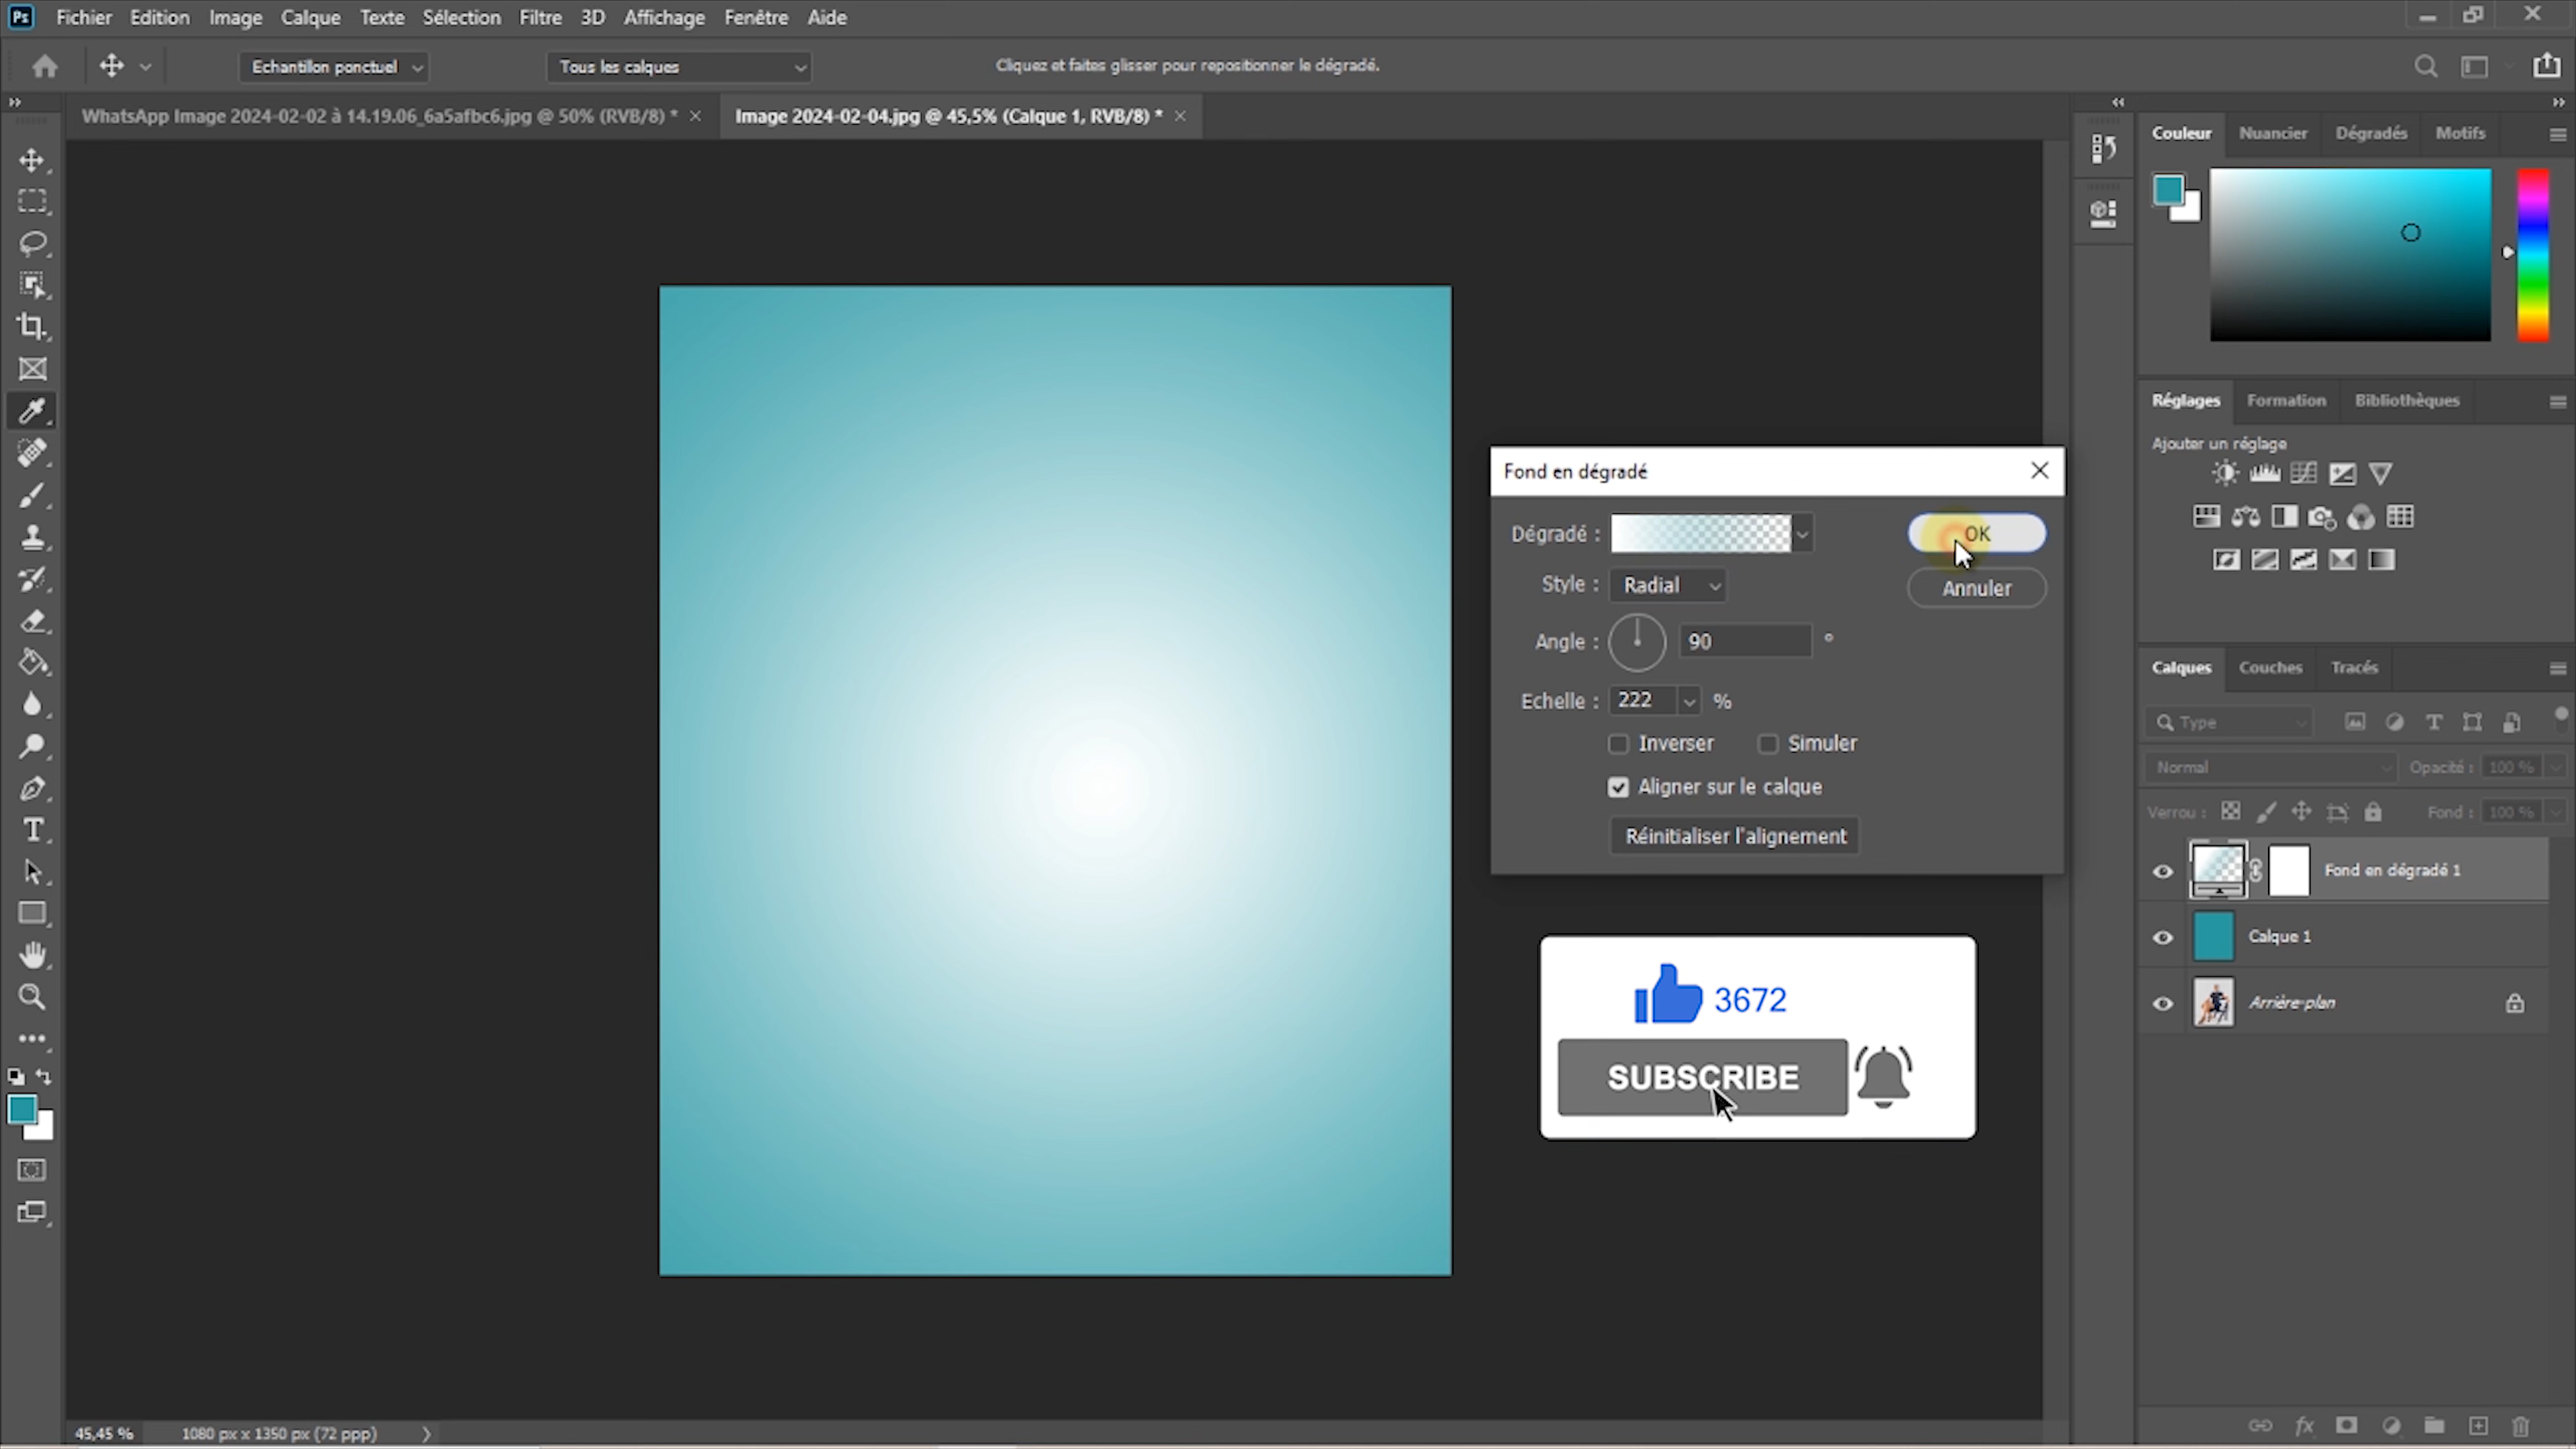 Ps Fichier Edition Image Calque Texte Sélection Filtre 3D Affichage Fenêtre Aide
Echantillon ponctuel Tous les calques Cliquez et faites glisser pour repositionner le dégradé.
WhatsApp Image 2024-02-02 à 14.19.06_6a5afbc6.jpg @ 50% (RVB/8) * × Image 2024-02-04.jpg @ 45,5% (Calque 1, RVB/8) * ×
Couleur Nuancier Dégradés Motifs
Réglages Formation Bibliothèques
Ajouter un réglage
Fond en dégradé
Dégradé : OK
Style : Radial Annuler
Angle : 90 °
Echelle : 222 %
Inverser Simuler
Aligner sur le calque
Réinitialiser l'alignement
Calques Couches Tracés
Type
Normal Opacité : 100 %
Verrou : Fond : 100 %
Fond en dégradé 1
Calque 1
Arrière-plan
3672
SUBSCRIBE
45,45 % 1080 px x 1350 px (72 ppp)